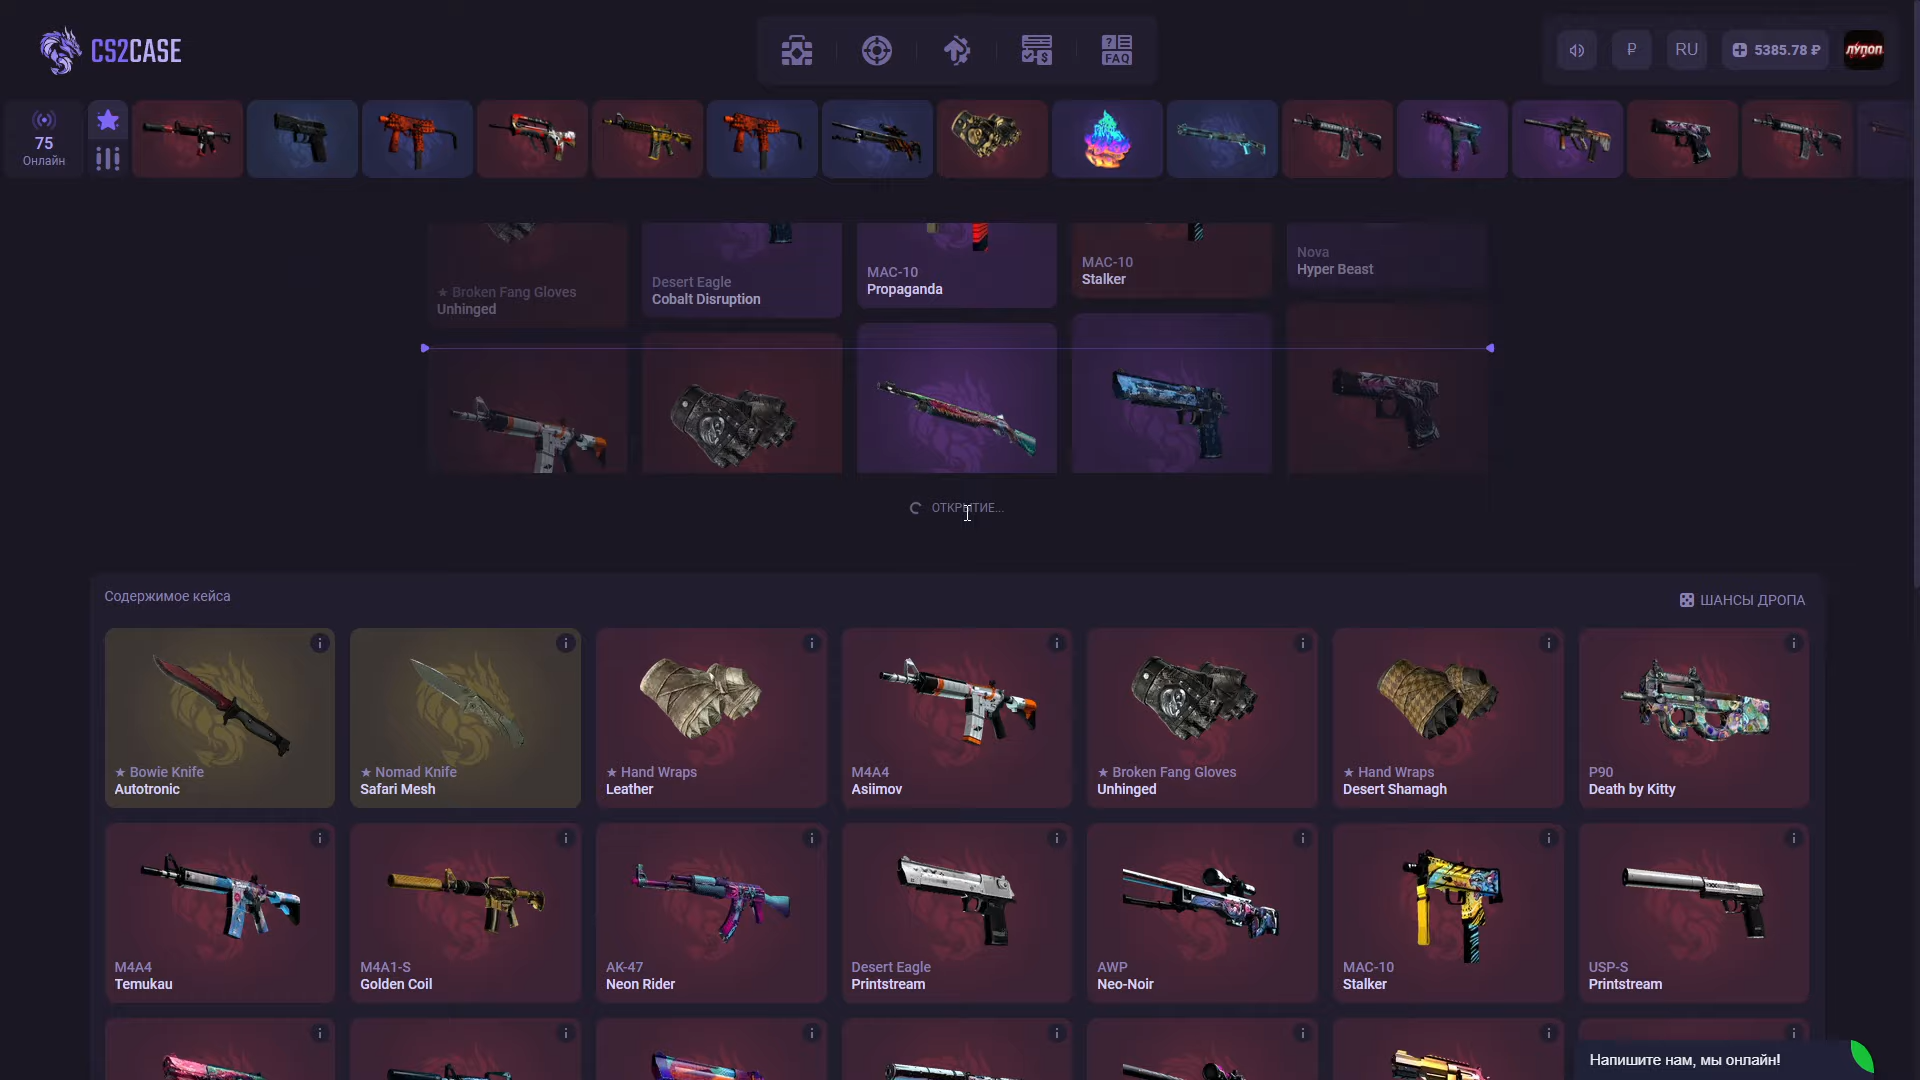 CS2CASE
FAQ
₽
RU
5385.78 ₽
ЛУПОП
75
Онлайн
★ Broken Fang Gloves
Unhinged
Desert Eagle
Cobalt Disruption
MAC-10
Propaganda
MAC-10
Stalker
Nova
Hyper Beast
ОТКРЫТИЕ...
Содержимое кейса
ШАНСЫ ДРОПА
★ Bowie Knife
Autotronic
★ Nomad Knife
Safari Mesh
★ Hand Wraps
Leather
M4A4
Asiimov
★ Broken Fang Gloves
Unhinged
★ Hand Wraps
Desert Shamagh
P90
Death by Kitty
M4A4
Temukau
M4A1-S
Golden Coil
AK-47
Neon Rider
Desert Eagle
Printstream
AWP
Neo-Noir
MAC-10
Stalker
USP-S
Printstream
Напишите нам, мы онлайн!